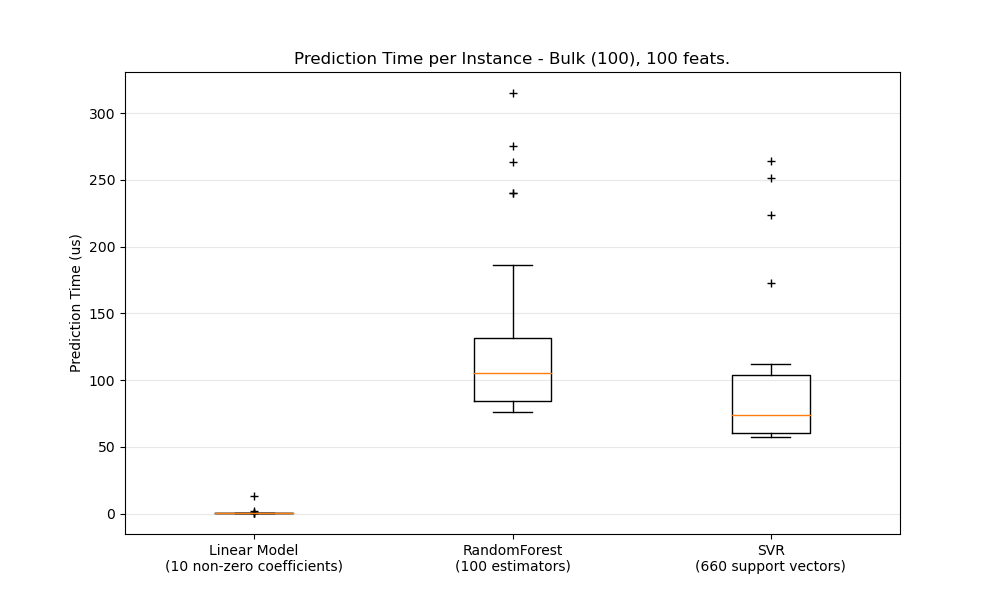 Prediction Time per Instance - Bulk (100), 100 feats.
Prediction Time (us)
300
250
200
150
100
50
0
Linear Model
(10 non-zero coefficients)
RandomForest
(100 estimators)
SVR
(660 support vectors)